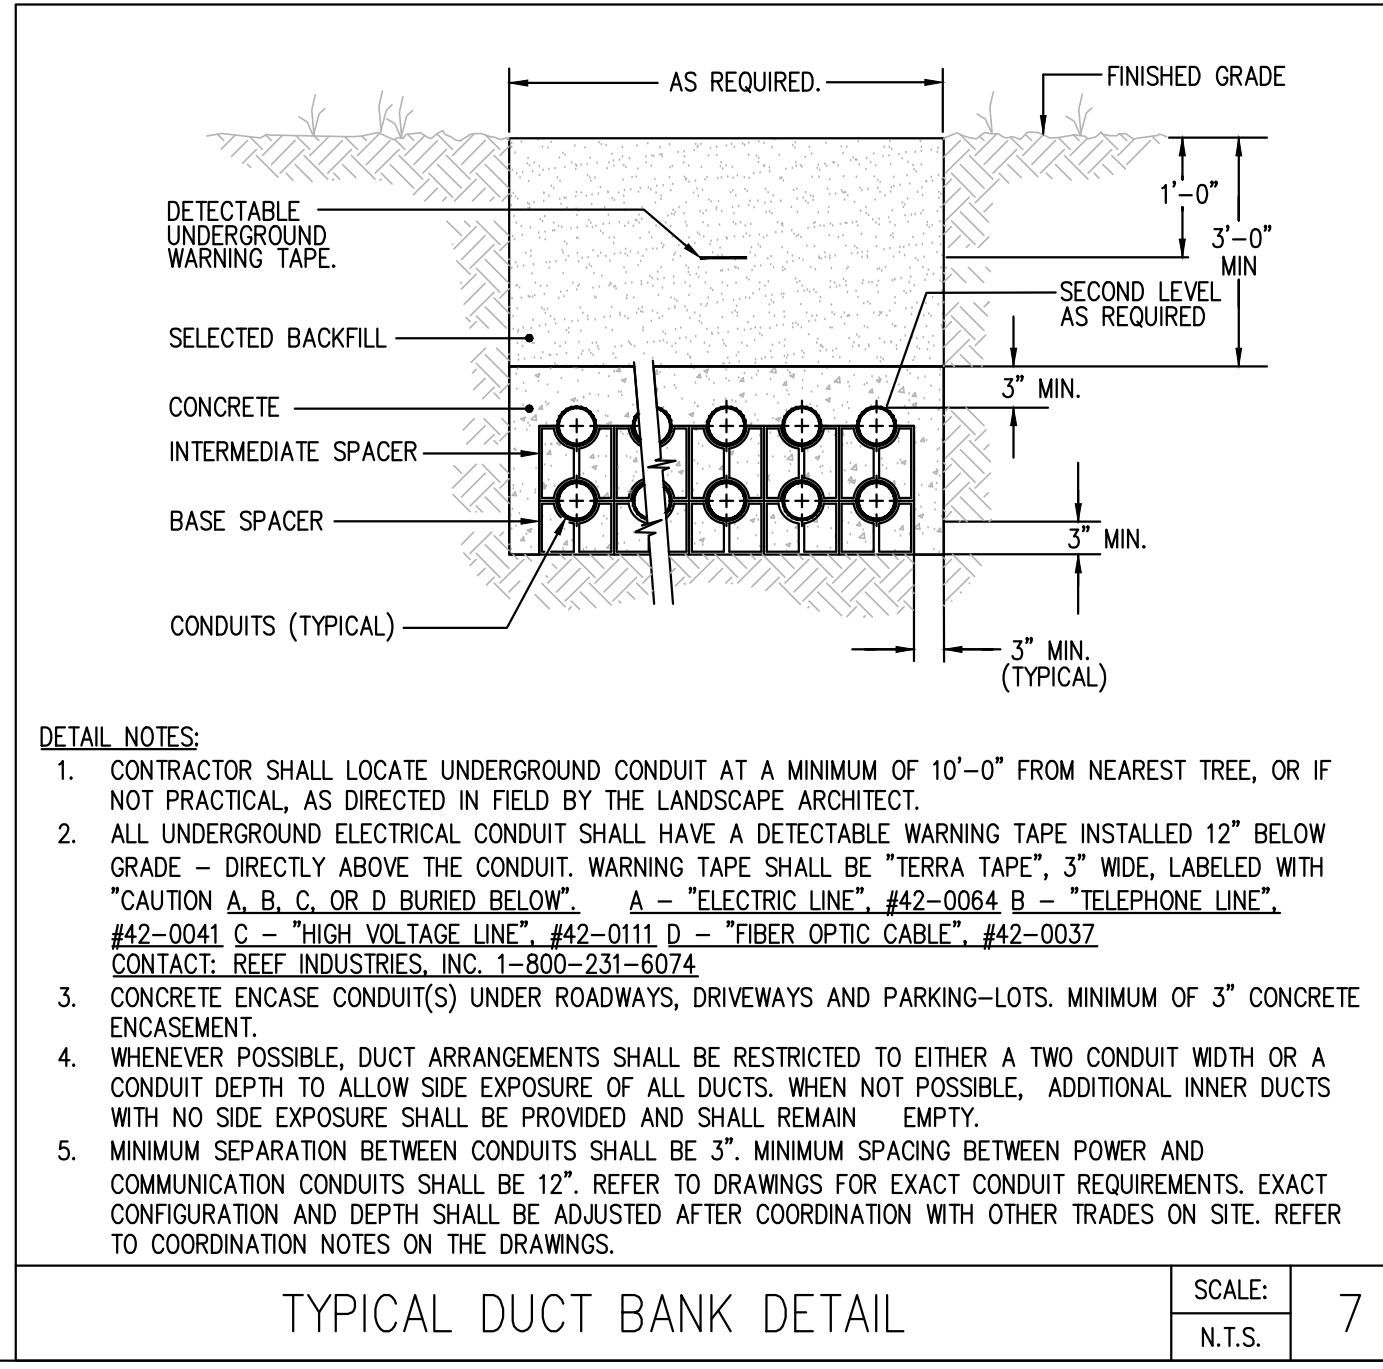 AS REQUIRED.
FINISHED GRADE
1'-0"
3'-0"
MIN
DETECTABLE
UNDERGROUND
WARNING TAPE.
SECOND LEVEL
AS REQUIRED
SELECTED BACKFILL
3" MIN.
CONCRETE
INTERMEDIATE SPACER
BASE SPACER
3" MIN.
CONDUITS (TYPICAL)
3" MIN.
(TYPICAL)
DETAIL NOTES:
1. CONTRACTOR SHALL LOCATE UNDERGROUND CONDUIT AT A MINIMUM OF 10'-0" FROM NEAREST TREE, OR IF
NOT PRACTICAL, AS DIRECTED IN FIELD BY THE LANDSCAPE ARCHITECT.
2. ALL UNDERGROUND ELECTRICAL CONDUIT SHALL HAVE A DETECTABLE WARNING TAPE INSTALLED 12" BELOW
GRADE – DIRECTLY ABOVE THE CONDUIT. WARNING TAPE SHALL BE "TERRA TAPE", 3" WIDE, LABELED WITH
"CAUTION A, B, C, OR D BURIED BELOW". A – "ELECTRIC LINE", #42-0064 B – "TELEPHONE LINE",
#42-0041 C – "HIGH VOLTAGE LINE", #42-0111 D – "FIBER OPTIC CABLE", #42-0037
CONTACT: REEF INDUSTRIES, INC. 1-800-231-6074
3. CONCRETE ENCASE CONDUIT(S) UNDER ROADWAYS, DRIVEWAYS AND PARKING-LOTS. MINIMUM OF 3" CONCRETE
ENCASEMENT.
4. WHENEVER POSSIBLE, DUCT ARRANGEMENTS SHALL BE RESTRICTED TO EITHER A TWO CONDUIT WIDTH OR A
CONDUIT DEPTH TO ALLOW SIDE EXPOSURE OF ALL DUCTS. WHEN NOT POSSIBLE, ADDITIONAL INNER DUCTS
WITH NO SIDE EXPOSURE SHALL BE PROVIDED AND SHALL REMAIN EMPTY.
5. MINIMUM SEPARATION BETWEEN CONDUITS SHALL BE 3". MINIMUM SPACING BETWEEN POWER AND
COMMUNICATION CONDUITS SHALL BE 12". REFER TO DRAWINGS FOR EXACT CONDUIT REQUIREMENTS. EXACT
CONFIGURATION AND DEPTH SHALL BE ADJUSTED AFTER COORDINATION WITH OTHER TRADES ON SITE. REFER
TO COORDINATION NOTES ON THE DRAWINGS.
TYPICAL DUCT BANK DETAIL
SCALE:
N.T.S.
7